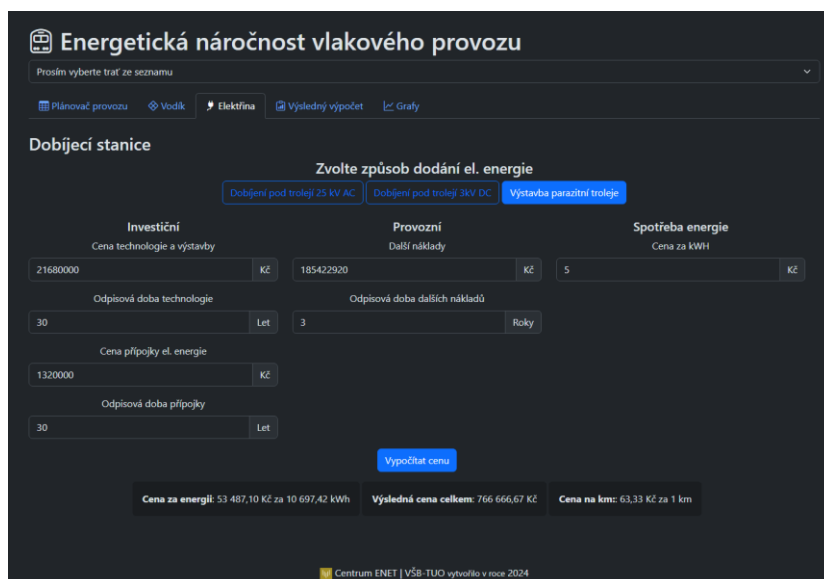 Energetická náročnost vlakového provozu
Prosím vyberte trať ze seznamu
Plánovač provozu Vodík Elektřina Výsledný výpočet Grafy
Dobíjecí stanice
Zvolte způsob dodání el. energie
Dobíjení pod trolejí 25 kV AC Dobíjení pod trolejí 3kV DC Výstavba parazitní troleje
Investiční Provozní Spotřeba energie
Cena technologie a výstavby Další náklady Cena za kWH
21680000 Kč 185422920 Kč 5 Kč
Odpisová doba technologie Odpisová doba dalších nákladů
30 Let 3 Roky
Cena přípojky el. energie
1320000 Kč
Odpisová doba přípojky
30 Let
Vypočítat cenu
Cena za energii: 53 487,10 Kč za 10 697,42 kWh Výsledná cena celkem: 766 666,67 Kč Cena na km:: 63,33 Kč za 1 km
Centrum ENET | VŠB-TUO vytvořilo v roce 2024